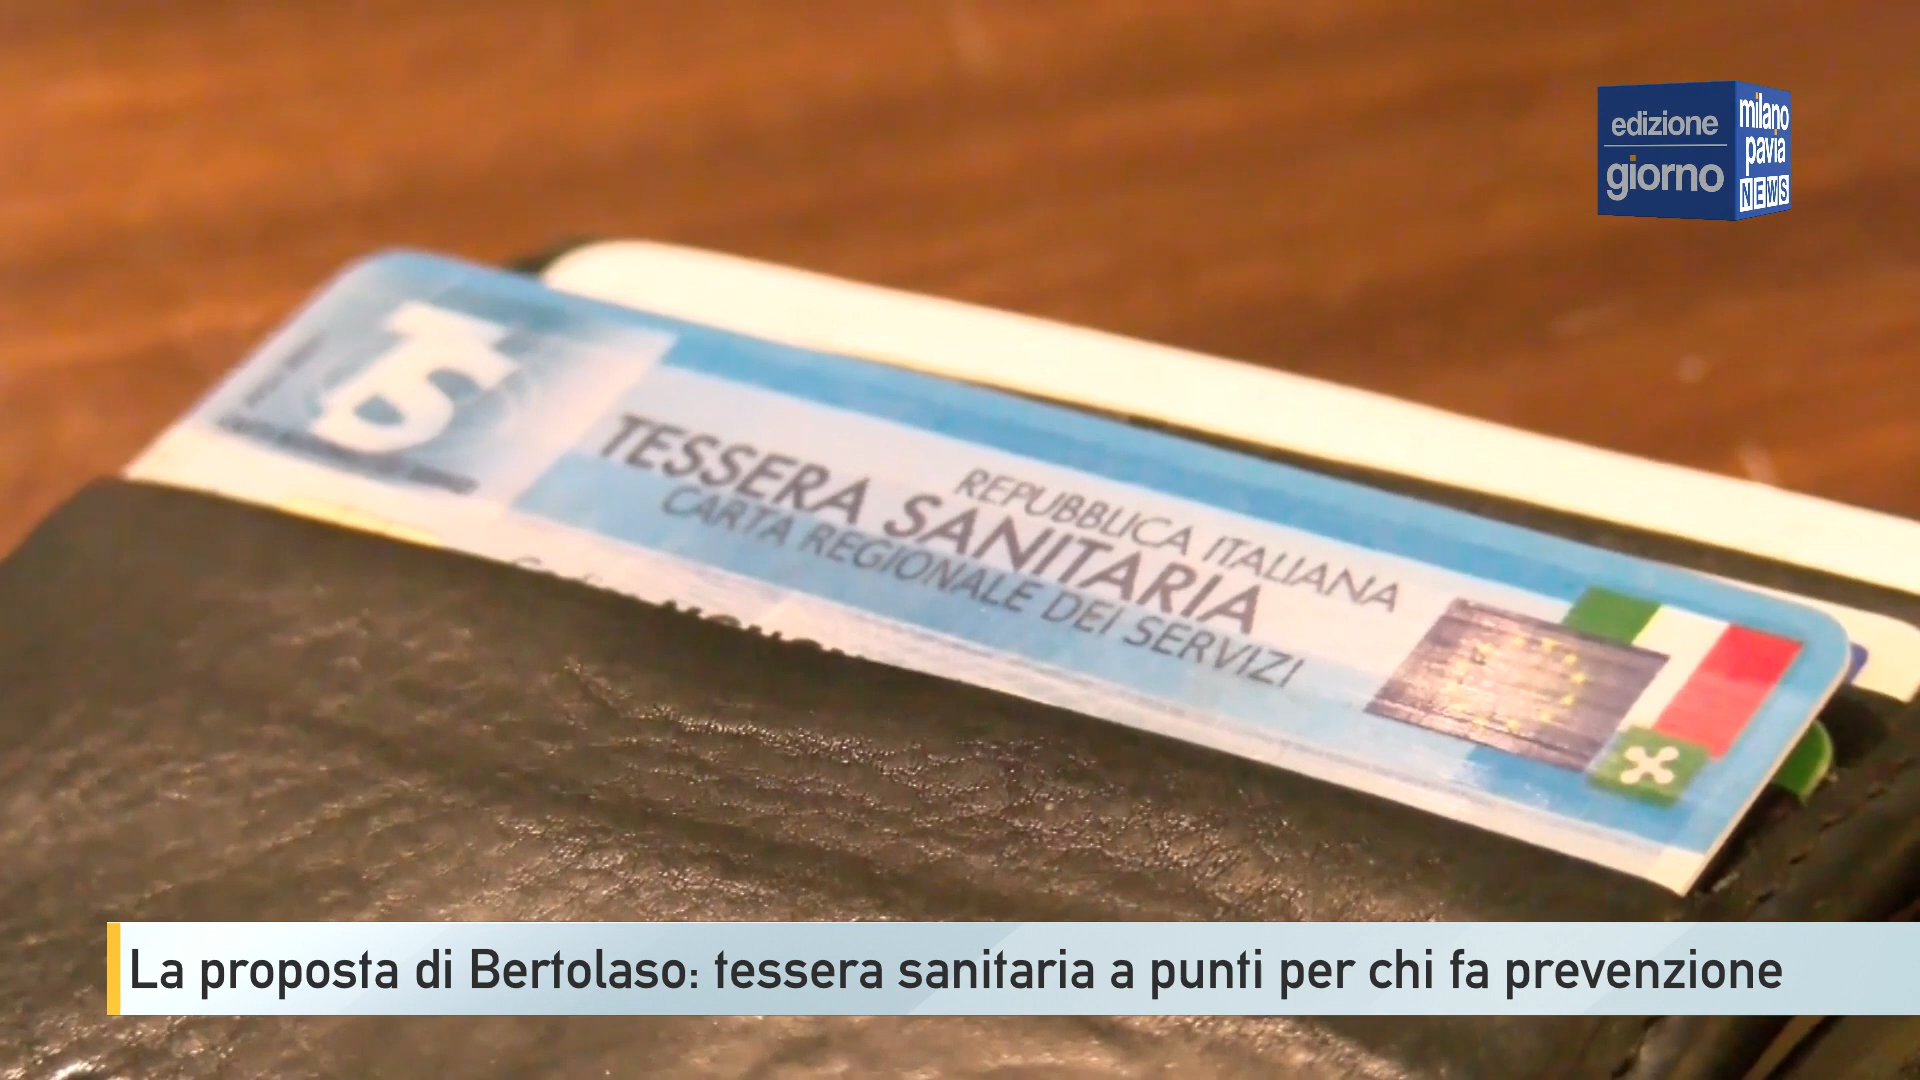 edizione
giorno
milano
pavia
NEWS
TS
REPUBBLICA ITALIANA
TESSERA SANITARIA
CARTA REGIONALE DEI SERVIZI
La proposta di Bertolaso: tessera sanitaria a punti per chi fa prevenzione